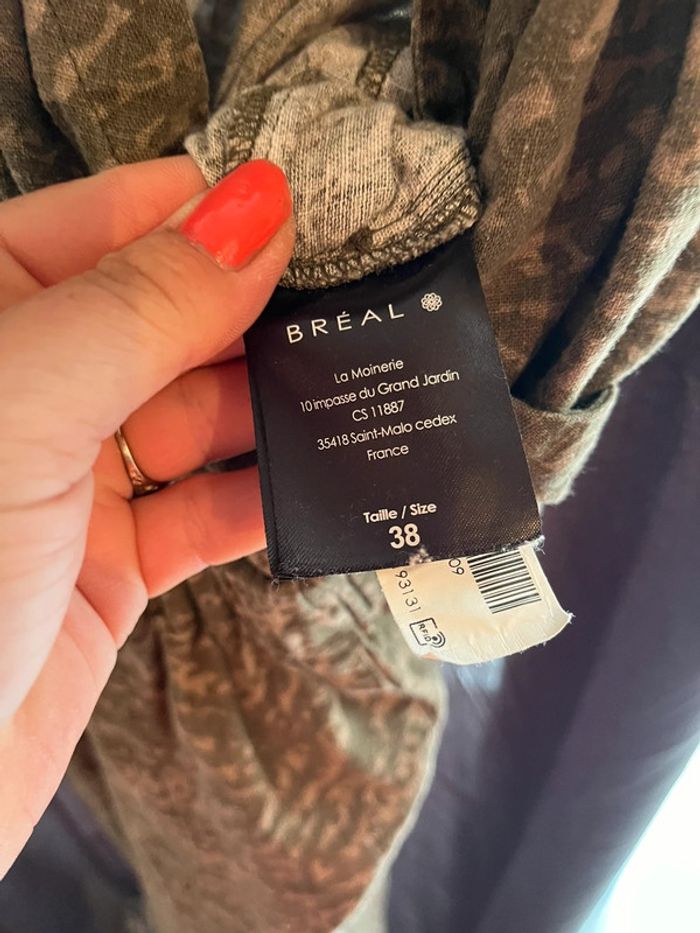 BRÉAL
La Moinerie
10 impasse du Grand Jardin
CS 11887
35418 Saint-Malo cedex
France
Taille / Size
38
09
93131
RFID